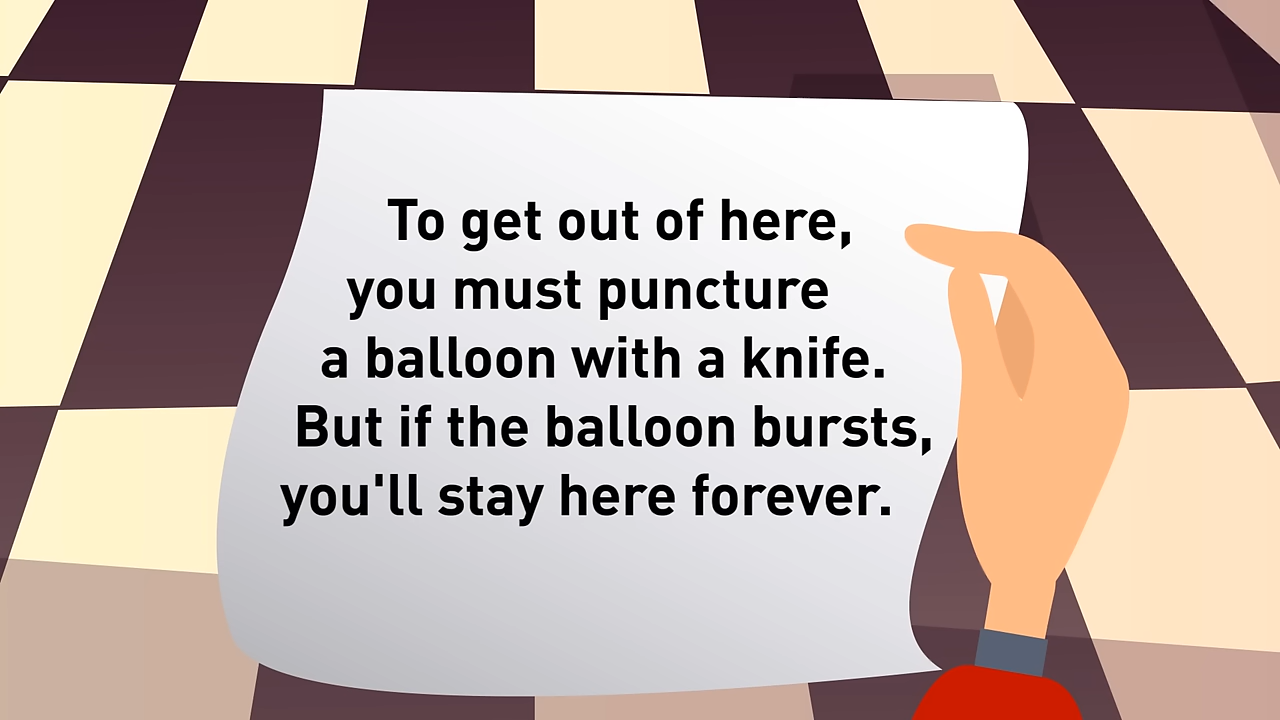 To get out of here,
you must puncture
a balloon with a knife.
But if the balloon bursts,
you'll stay here forever.